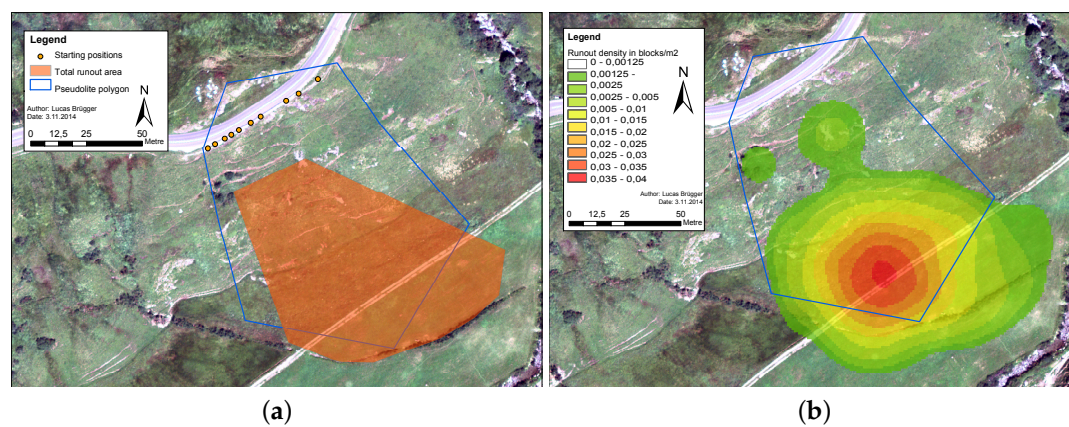 Legend
Starting positions
Total runout area
Pseudolite polygon
Author: Lucas Brügger
Date: 3.11.2014
N
0 12,5 25 50
Metre
Legend
Runout density in blocks/m2
0 - 0,00125
0,00125 -
0,0025
0,0025 - 0,005
0,005 - 0,01
0,01 - 0,015
0,015 - 0,02
0,02 - 0,025
0,025 - 0,03
0,03 - 0,035
0,035 - 0,04
N
Author: Lucas Brügger
Date: 3.11.2014
0 12,5 25 50
Metre
(a)
(b)